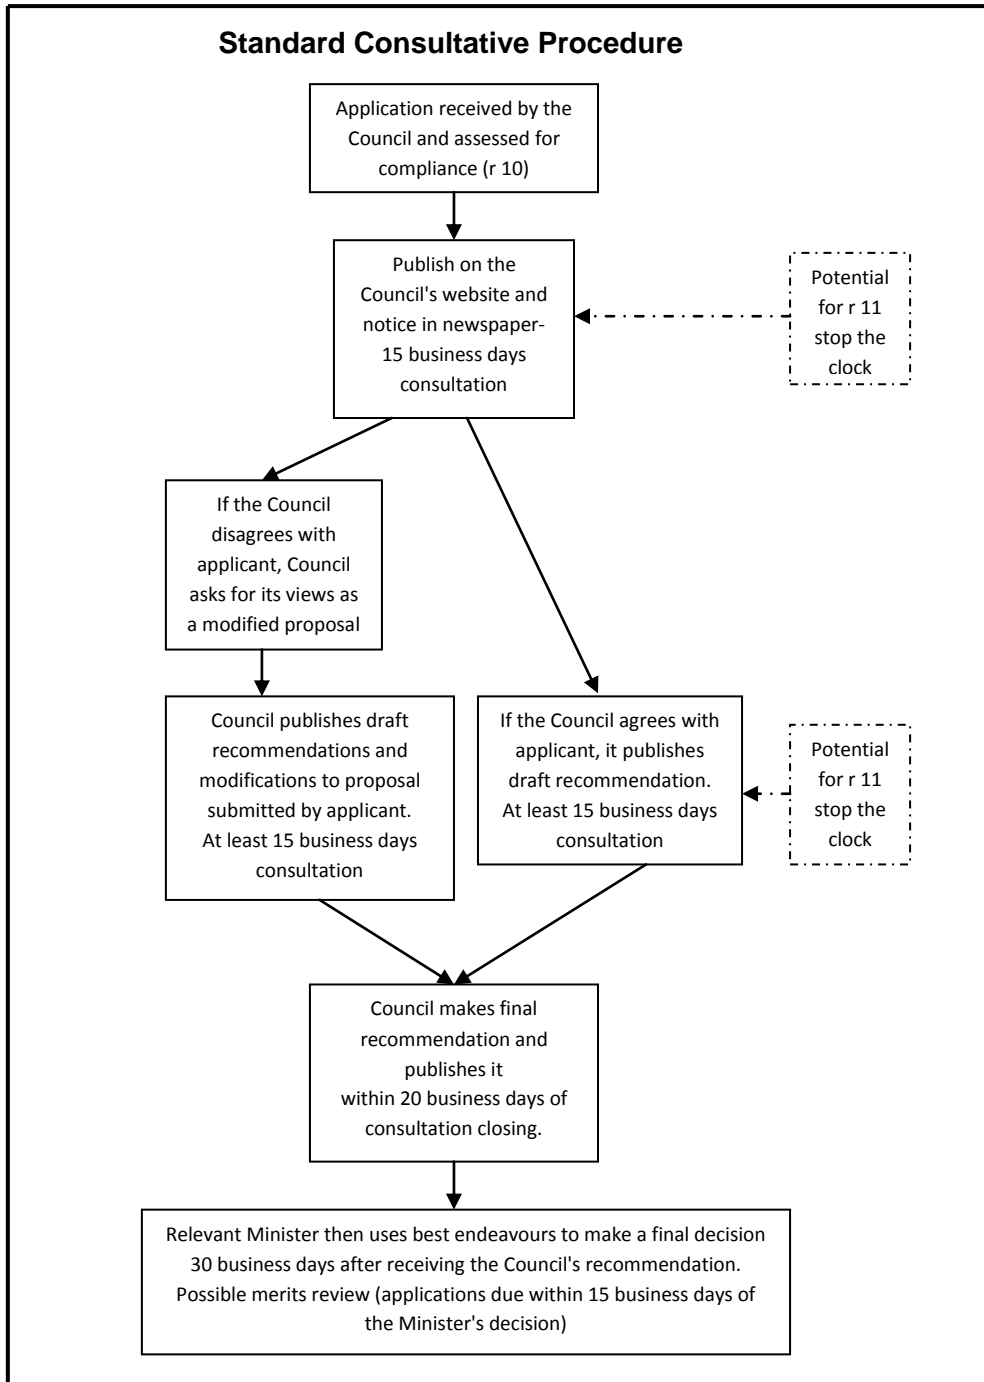 Standard Consultative Procedure
Application received by the
Council and assessed for
compliance (r 10)
Publish on the
Council's website and
notice in newspaper-
15 business days
consultation
Potential
for r 11
stop the
clock
If the Council
disagrees with
applicant, Council
asks for its views as
a modified proposal
Council publishes draft
recommendations and
modifications to proposal
submitted by applicant.
At least 15 business days
consultation
If the Council agrees with
applicant, it publishes
draft recommendation.
At least 15 business days
consultation
Potential
for r 11
stop the
clock
Council makes final
recommendation and
publishes it
within 20 business days of
consultation closing.
Relevant Minister then uses best endeavours to make a final decision
30 business days after receiving the Council's recommendation.
Possible merits review (applications due within 15 business days of
the Minister's decision)